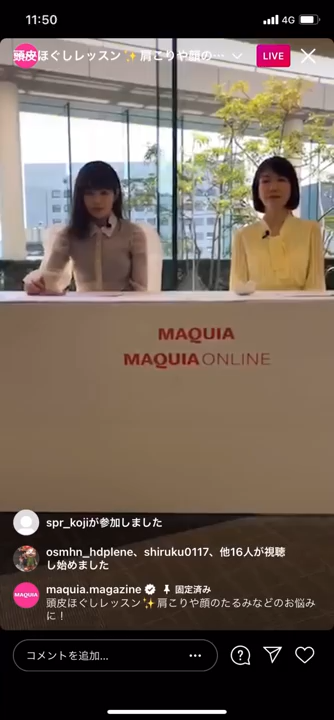 11:50
4G
頭皮ほぐしレッスン✨肩こりや顔の…
LIVE
MAQUIA
MAQUIA ONLINE
spr_kojiが参加しました
osmhn_hdplene、shiruku0117、他16人が視聴
し始めました
MAQUIA
maquia.magazine 固定済み
頭皮ほぐしレッスン✨肩こりや顔のたるみなどのお悩み
に！
コメントを追加...